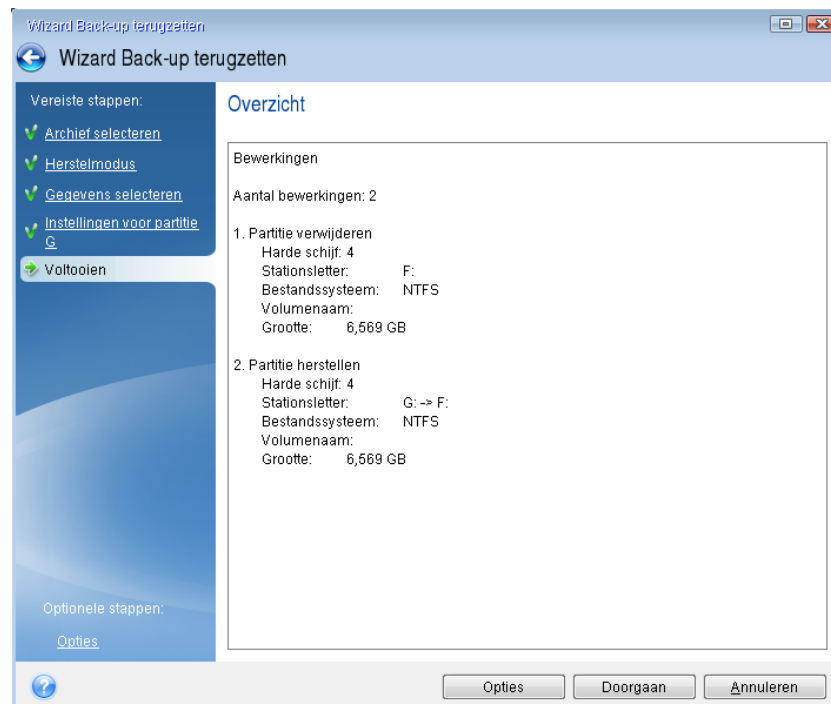 Wizard Back-up terugzetten
Wizard Back-up terugzetten
Vereiste stappen:
Archief selecteren
Herstelmodus
Gegevens selecteren
Instellingen voor partitie
G
Voltooien
Optionele stappen:
Opties
Overzicht
Bewerkingen
Aantal bewerkingen: 2
1. Partitie verwijderen
Harde schijf: 4
Stationsletter: F:
Bestandssysteem: NTFS
Volumenaam:
Grootte: 6,569 GB
2. Partitie herstellen
Harde schijf: 4
Stationsletter: G: -> F:
Bestandssysteem: NTFS
Volumenaam:
Grootte: 6,569 GB
Opties
Doorgaan
Annuleren